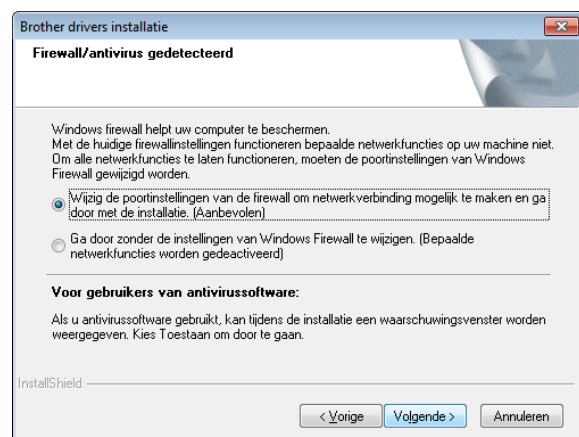 Brother drivers installatie
Firewall/antivirus gedetecteerd
Windows firewall helpt uw computer te beschermen.
Met de huidige firewallinstellingen functioneren bepaalde netwerkfuncties op uw machine niet.
Om alle netwerkfuncties te laten functioneren, moeten de poortinstellingen van Windows
Firewall gewijzigd worden.
Wijzig de poortinstellingen van de firewall om netwerkverbinding mogelijk te maken en ga
door met de installatie. (Aanbevolen)
Ga door zonder de instellingen van Windows Firewall te wijzigen. (Bepaalde
netwerkfuncties worden gedeactiveerd)
Voor gebruikers van antivirussoftware:
Als u antivirussoftware gebruikt, kan tijdens de installatie een waarschuwingsvenster worden
weergegeven. Kies Toestaan om door te gaan.
InstallShield
< Vorige Volgende > Annuleren